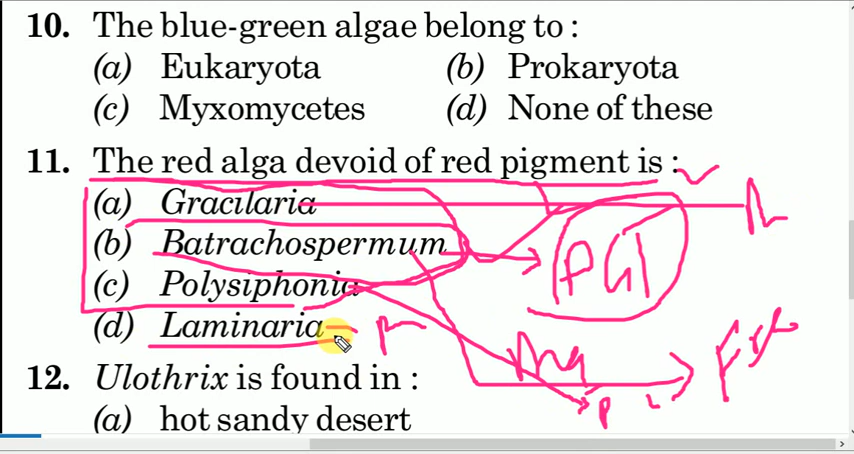 10. The blue-green algae belong to :
(a) Eukaryota (b) Prokaryota
(c) Myxomycetes (d) None of these
11. The red alga devoid of red pigment is :
(a) Gracilaria
(b) Batrachospermum
(c) Polysiphonia
(d) Laminaria
12. Ulothrix is found in :
(a) hot sandy desert